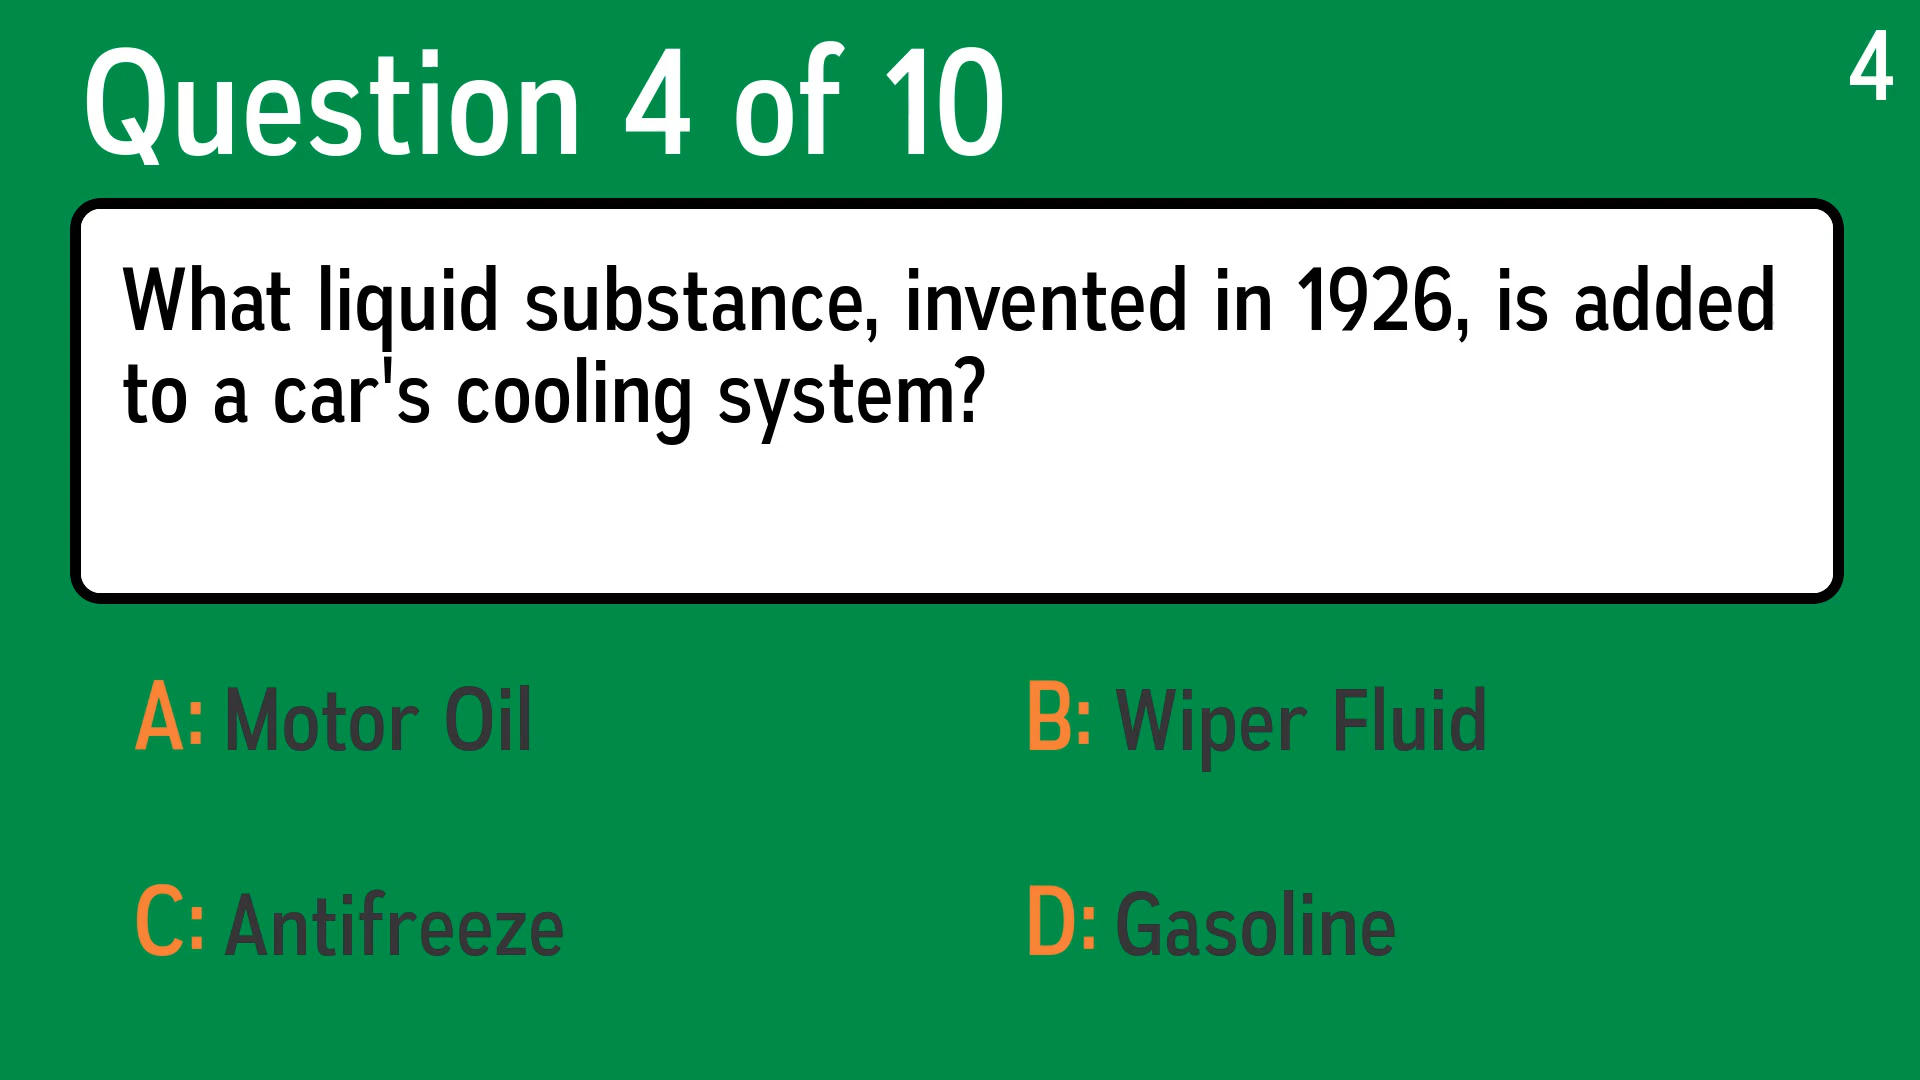 Question 4 of 10
4
What liquid substance, invented in 1926, is added
to a car's cooling system?
A: Motor Oil
B: Wiper Fluid
C: Antifreeze
D: Gasoline